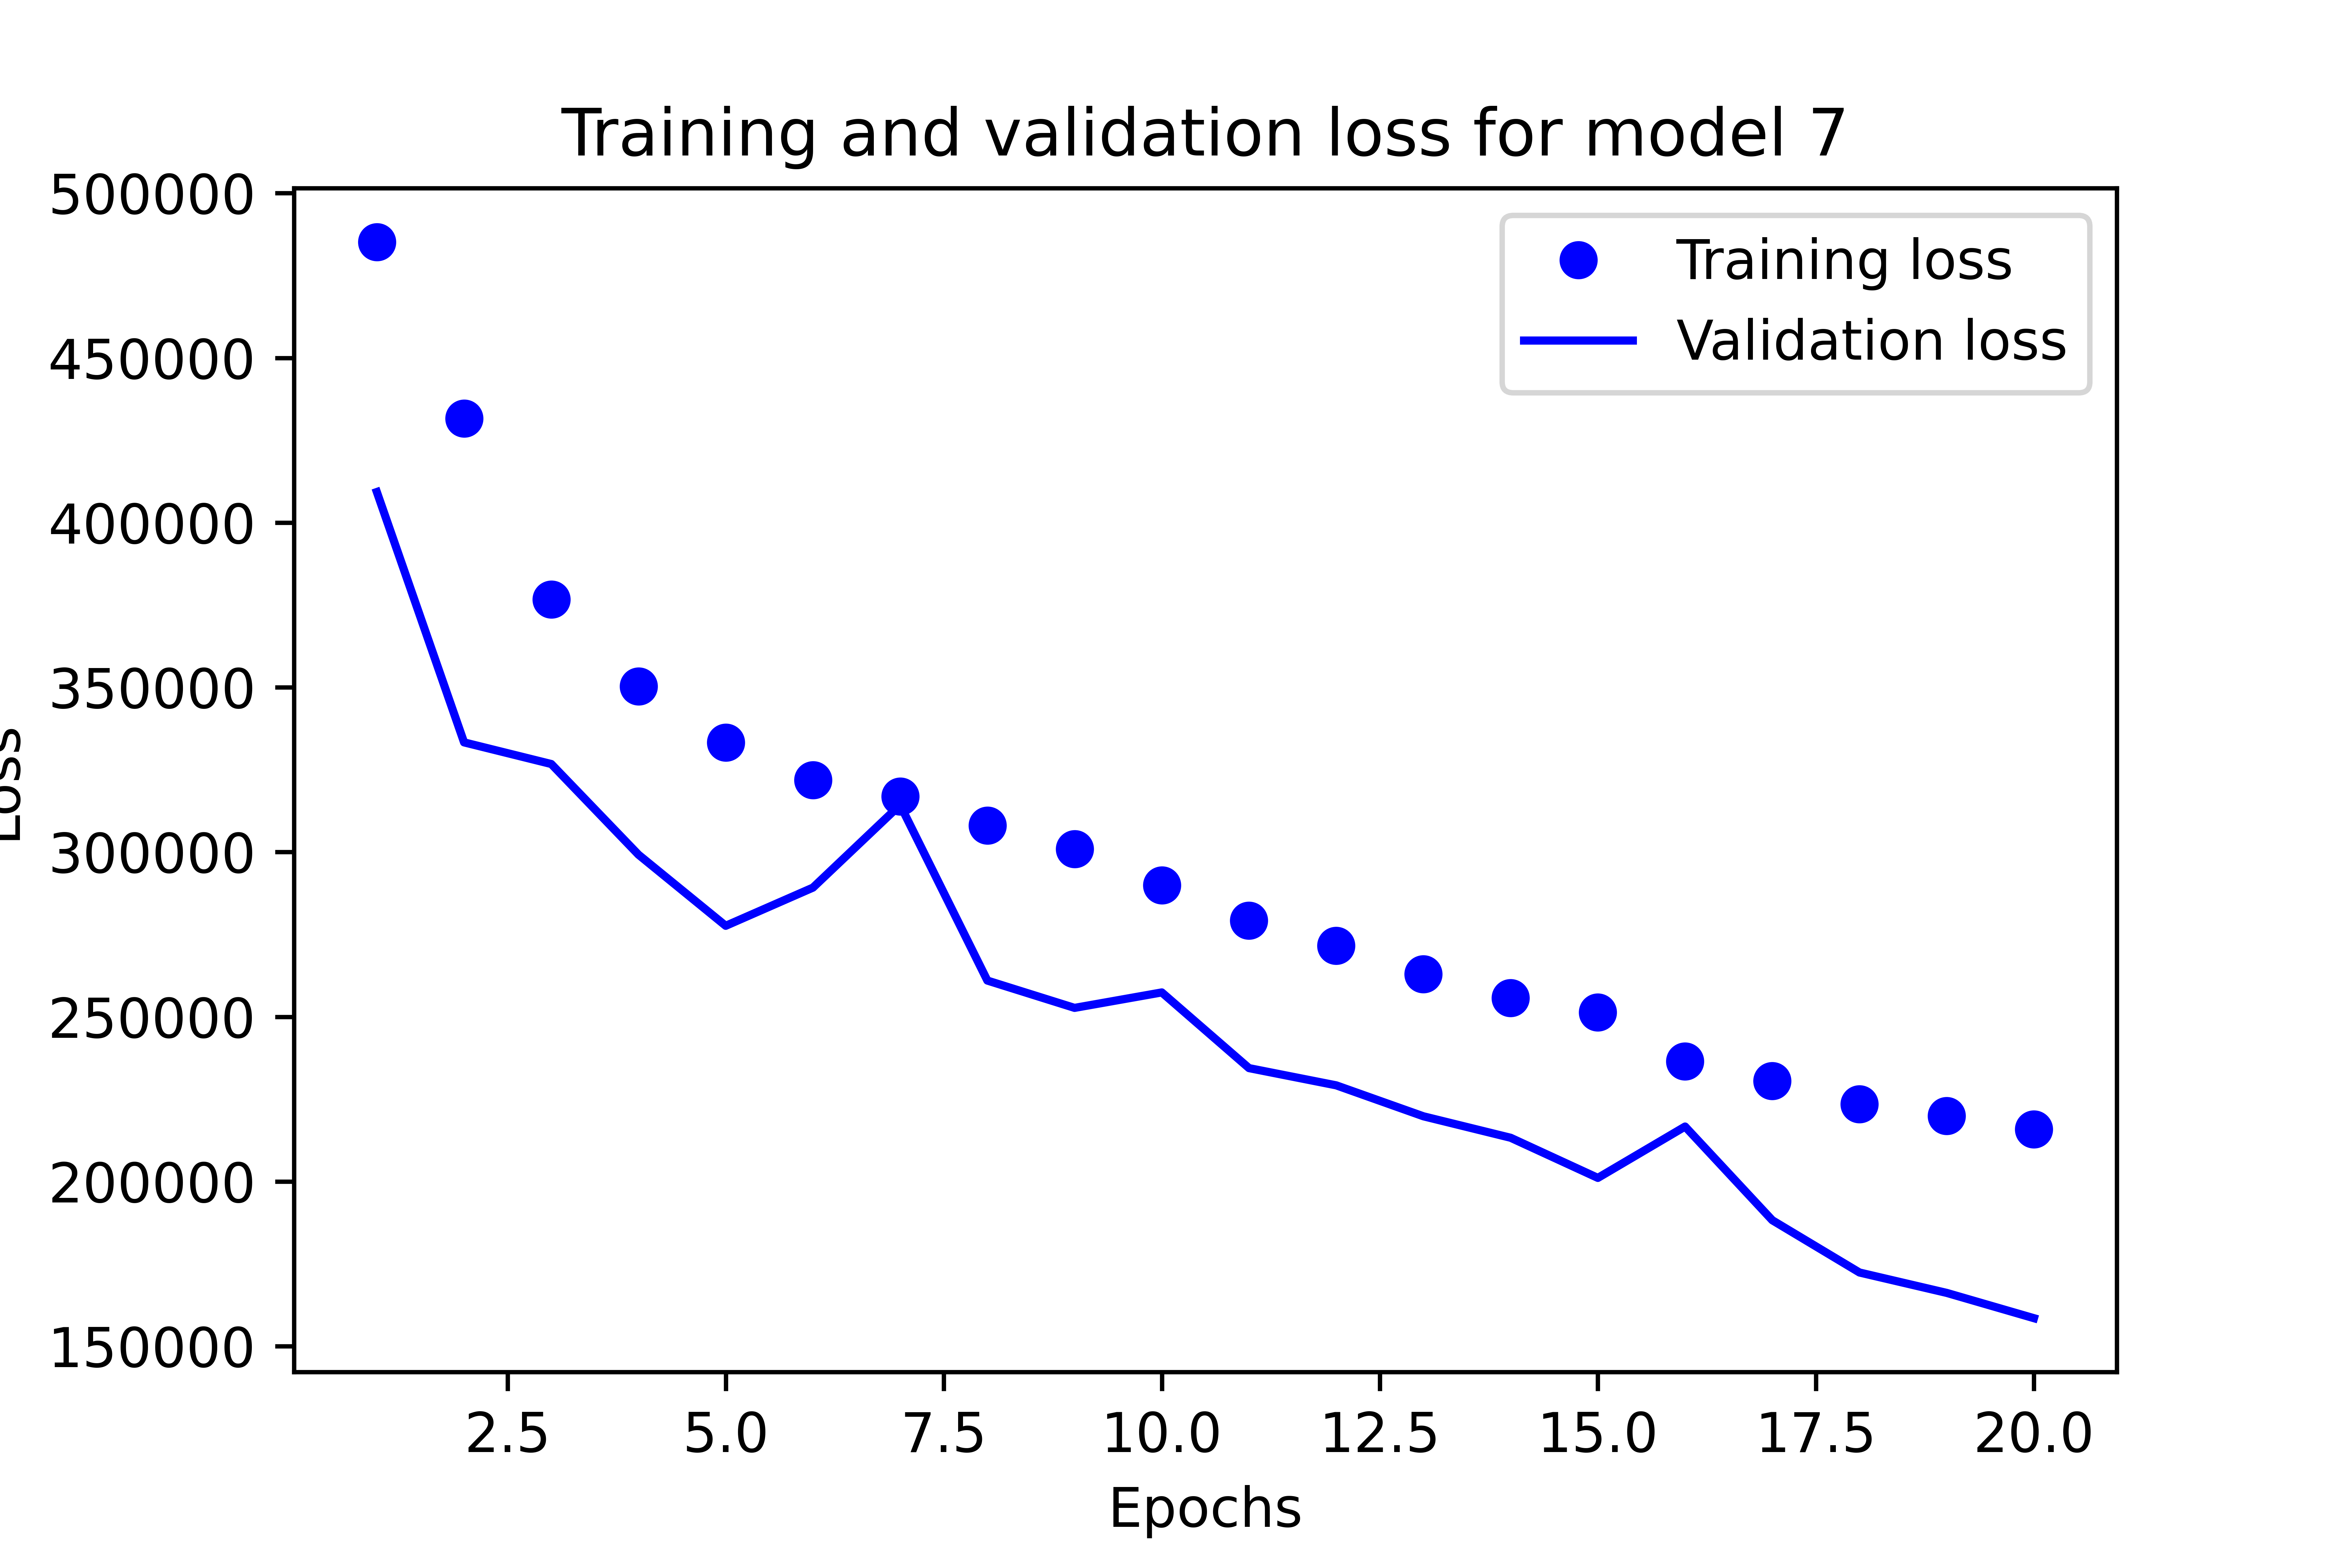 Training and validation loss for model 7
500000
450000
400000
350000
300000
250000
200000
150000
Loss
Training loss
Validation loss
2.5 5.0 7.5 10.0 12.5 15.0 17.5 20.0
Epochs